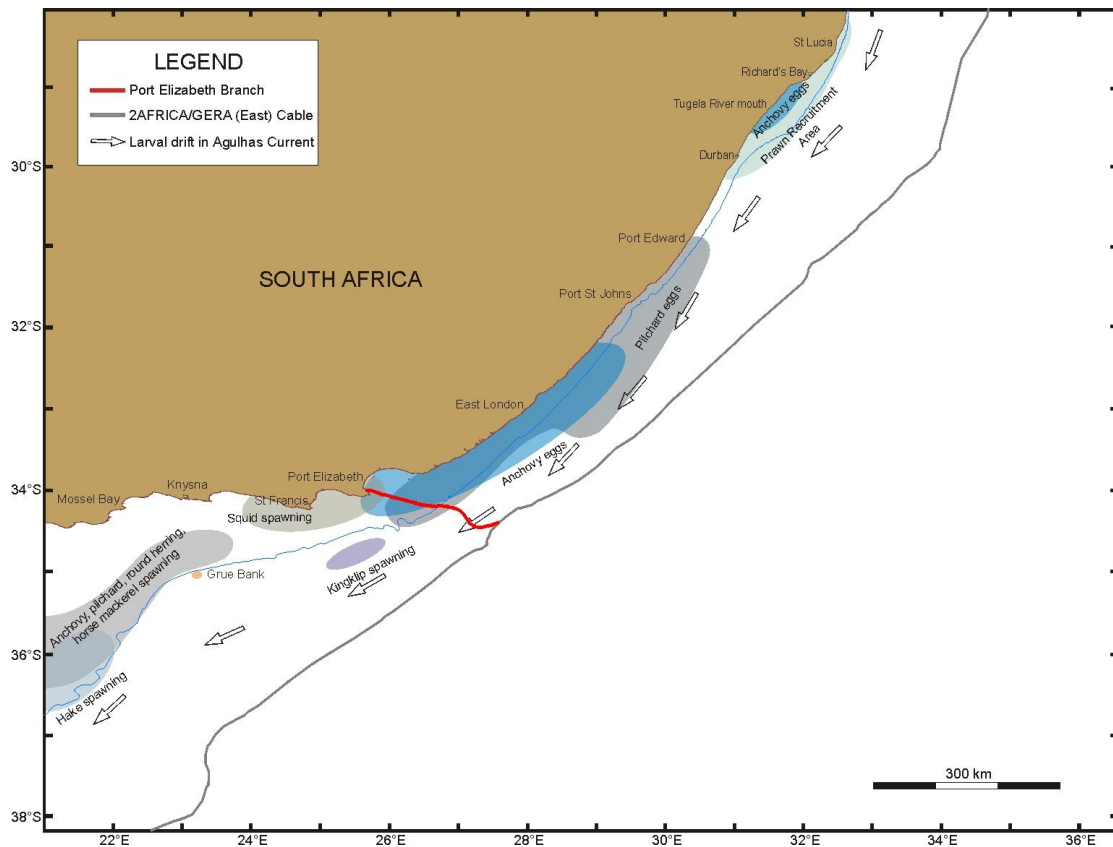 LEGEND
Port Elizabeth Branch
2AFRICA/GERA (East) Cable
Larval drift in Agulhas Current
St Lucia
Richard's Bay
Tugela River mouth
Anchovy eggs
Prawn Recruitment
Area
Durban
Port Edward
SOUTH AFRICA
Port St Johns
Pilchard eggs
East London
Anchovy eggs
Port Elizabeth
Knysna
Mossel Bay
St Francis
Squid spawning
Kingklip spawning
Grue Bank
Anchovy, pilchard, round herring,
horse mackerel spawning
Hake spawning
300 km
30°S
32°S
34°S
36°S
38°S
22°E
24°E
26°E
28°E
30°E
32°E
34°E
36°E